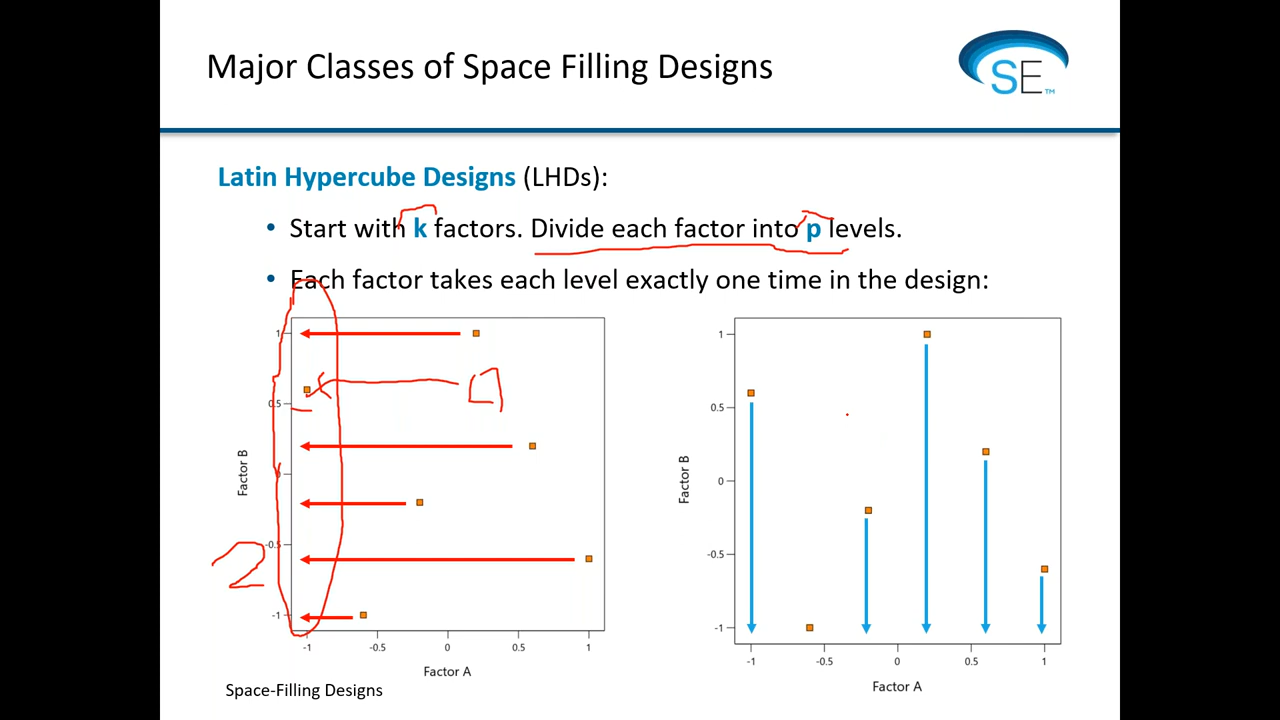 Major Classes of Space Filling Designs
SE™
Latin Hypercube Designs (LHDs):
• Start with k factors. Divide each factor into p levels.
• Each factor takes each level exactly one time in the design:
1
0.5
0
-0.5
-1
Factor B
-1 -0.5 0 0.5 1
Factor A
2
1
0.5
0
-0.5
-1
Factor B
-1 -0.5 0 0.5 1
Factor A
Space-Filling Designs